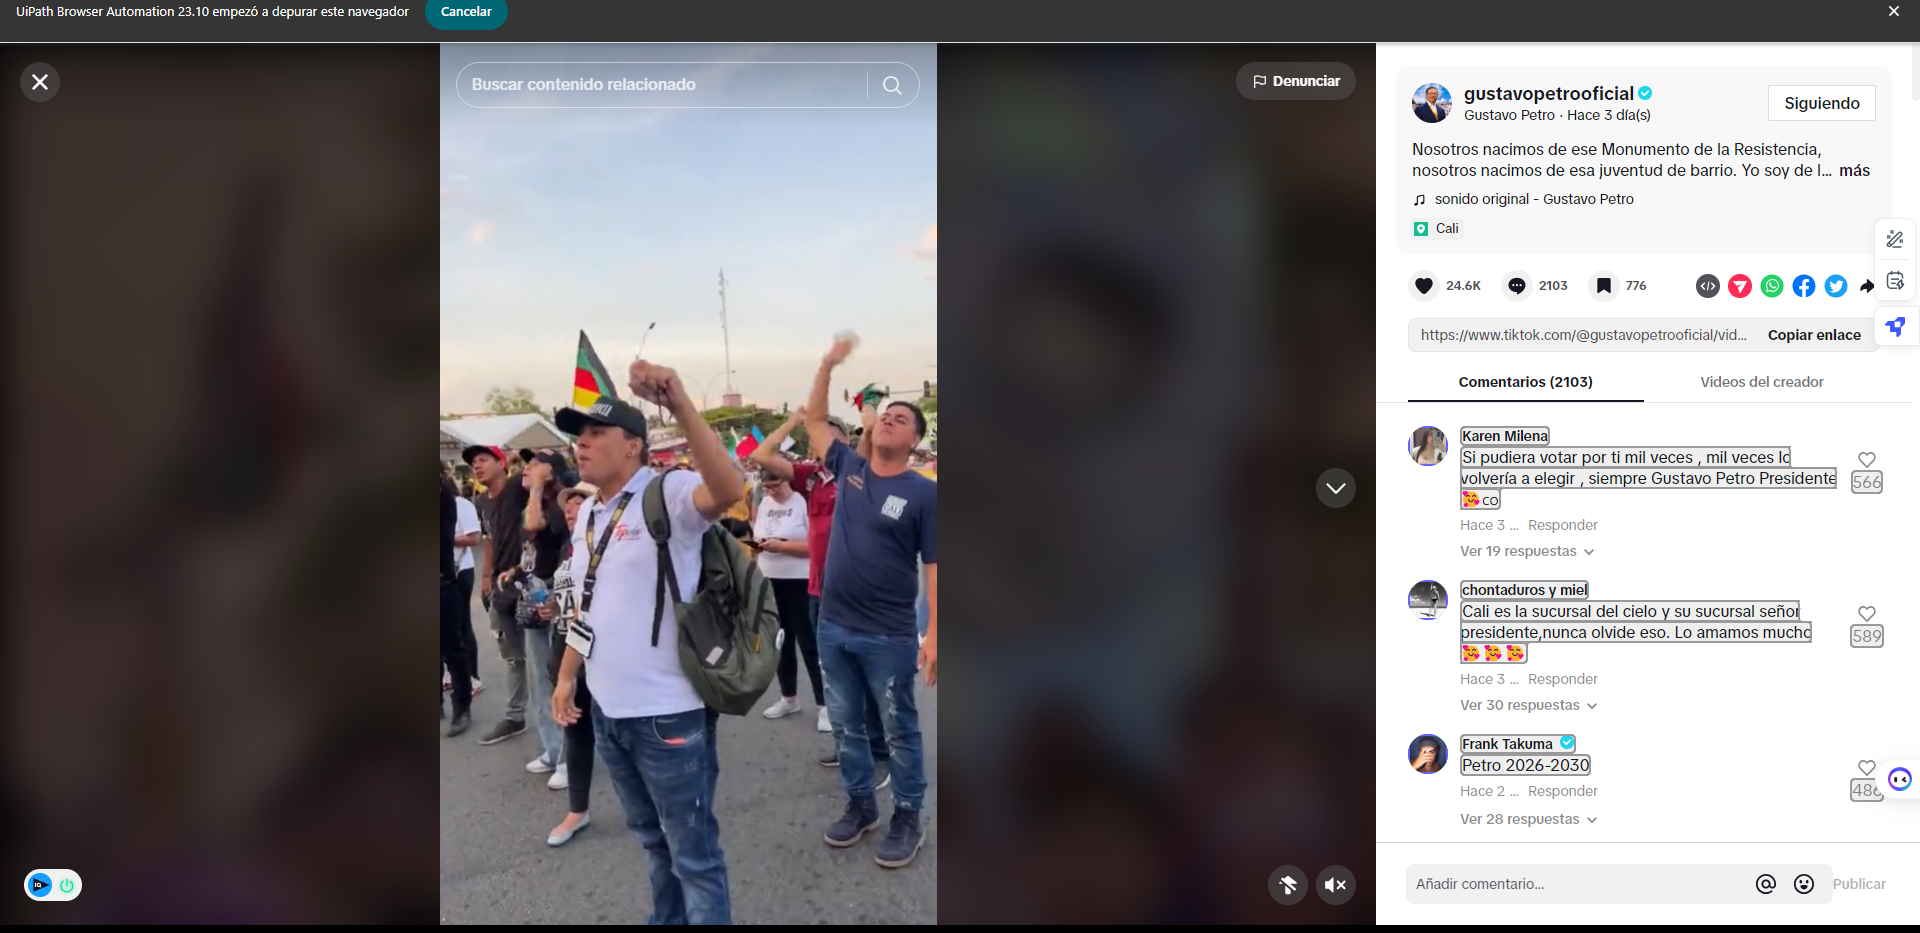 UiPath Browser Automation 23.10 empezó a depurar este navegador
Cancelar
Buscar contenido relacionado
Denunciar
gustavopetrooficial
Gustavo Petro · Hace 3 día(s)
Siguiendo
Nosotros nacimos de ese Monumento de la Resistencia,
nosotros nacimos de esa juventud de barrio. Yo soy de l... más
sonido original - Gustavo Petro
Cali
24.6K
2103
776
https://www.tiktok.com/@gustavopetrooficial/vid...
Copiar enlace
Comentarios (2103)
Videos del creador
Karen Milena
Si pudiera votar por ti mil veces , mil veces lo
volvería a elegir , siempre Gustavo Petro Presidente
🥰 co
566
Hace 3 ... Responder
Ver 19 respuestas
chontaduros y miel
Cali es la sucursal del cielo y su sucursal señor
presidente,nunca olvide eso. Lo amamos mucho
🥰 🥰 🥰
589
Hace 3 ... Responder
Ver 30 respuestas
Frank Takuma
Petro 2026-2030
486
Hace 2 ... Responder
Ver 28 respuestas
Añadir comentario...
Publicar